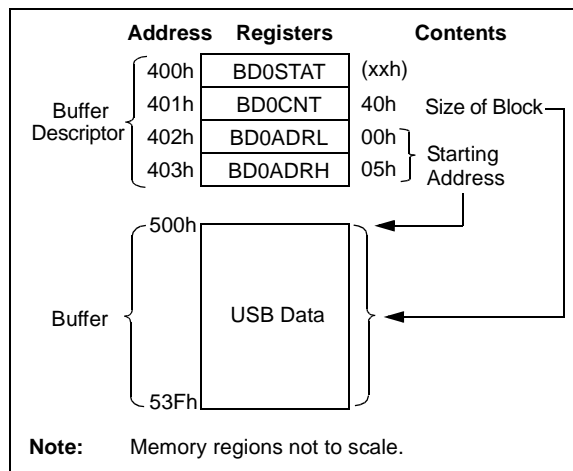 Address Registers Contents
400h BD0STAT (xxh)
401h BD0CNT 40h Size of Block
Buffer
Descriptor
402h BD0ADRL 00h
403h BD0ADRH 05h
Starting
Address
500h
Buffer
USB Data
53Fh
Note: Memory regions not to scale.